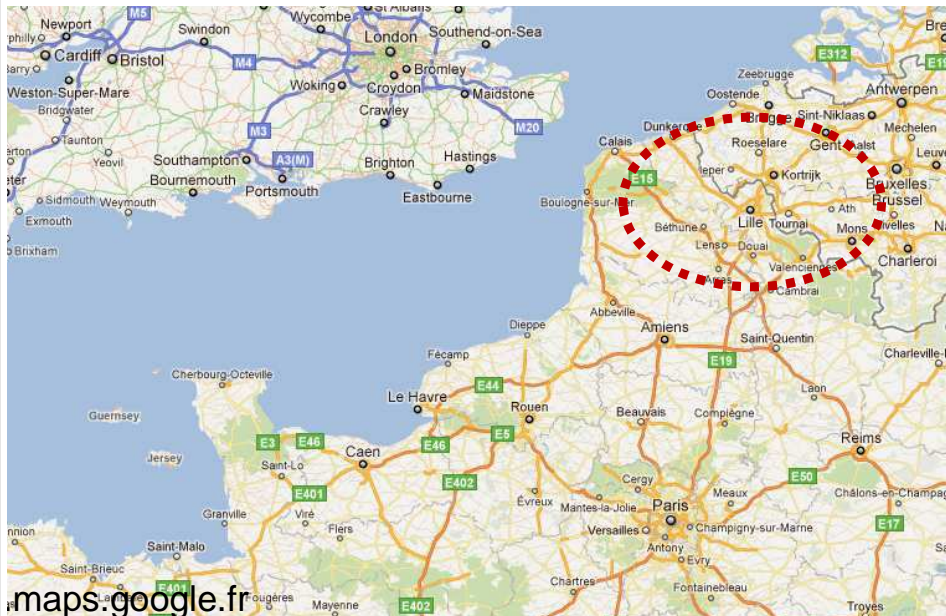 M5
St Albans
Newport
Wycombe
Swindon
London
Southend-on-Sea
Cardiff
Bristol
M4
Bromley
Croydon
Woking
Weston-Super-Mare
Maidstone
Bridgwater
Crawley
M3
M20
Taunton
Yeovil
Southampton
A3(M)
Brighton
Hastings
Bournemouth
Portsmouth
Eastbourne
Sidmouth
Weymouth
Exmouth
Brixham
E312
E19
Zeebrugge
Oostende
Antwerpen
Brugge
Sint-Niklaas
Dunkerque
Mechelen
Calais
Roeselare
Gent
Aalst
E15
Ieper
Kortrijk
Bruxelles
Brussel
Boulogne-sur-Mer
Lille
Tournai
Ath
Béthune
Mons
Nivelles
Lens
Douai
Charleroi
Valenciennes
Arras
Cambrai
Abbeville
Dieppe
Amiens
Saint-Quentin
Fécamp
E19
Charleville-
Cherbourg-Octeville
E44
Laon
Le Havre
Rouen
Beauvais
Compiègne
Guernsey
E3
E46
E46
E5
Reims
Jersey
Caen
Saint-Lo
Cergy
E50
E401
E402
Évreux
Mantes-la-Jolie
Paris
Meaux
Châlons-en-Champag
Granville
Viré
Flers
Versailles
Champigny-sur-Marne
E17
Saint-Malo
Antony
Evry
Saint-Brieuc
Chartres
Fontainebleau
E401
.maps.google.fr
Fougères
Mayenne
E402
Troyes